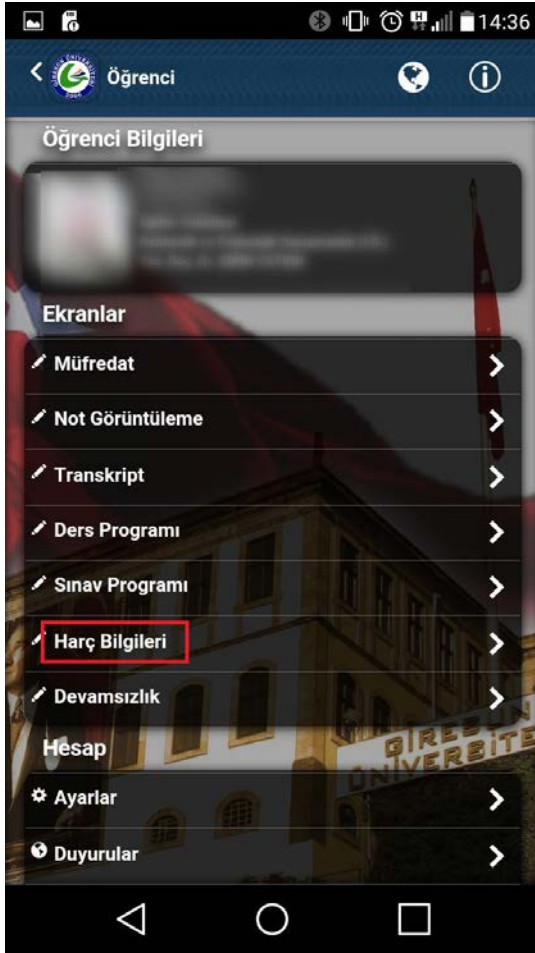 14:36
Öğrenci
Öğrenci Bilgileri
Ekranlar
Müfredat
Not Görüntüleme
Transkript
Ders Programı
Sınav Programı
Harç Bilgileri
Devamsızlık
Hesap
GİRESUN
ÜNİVERSİTE
Ayarlar
Duyurular